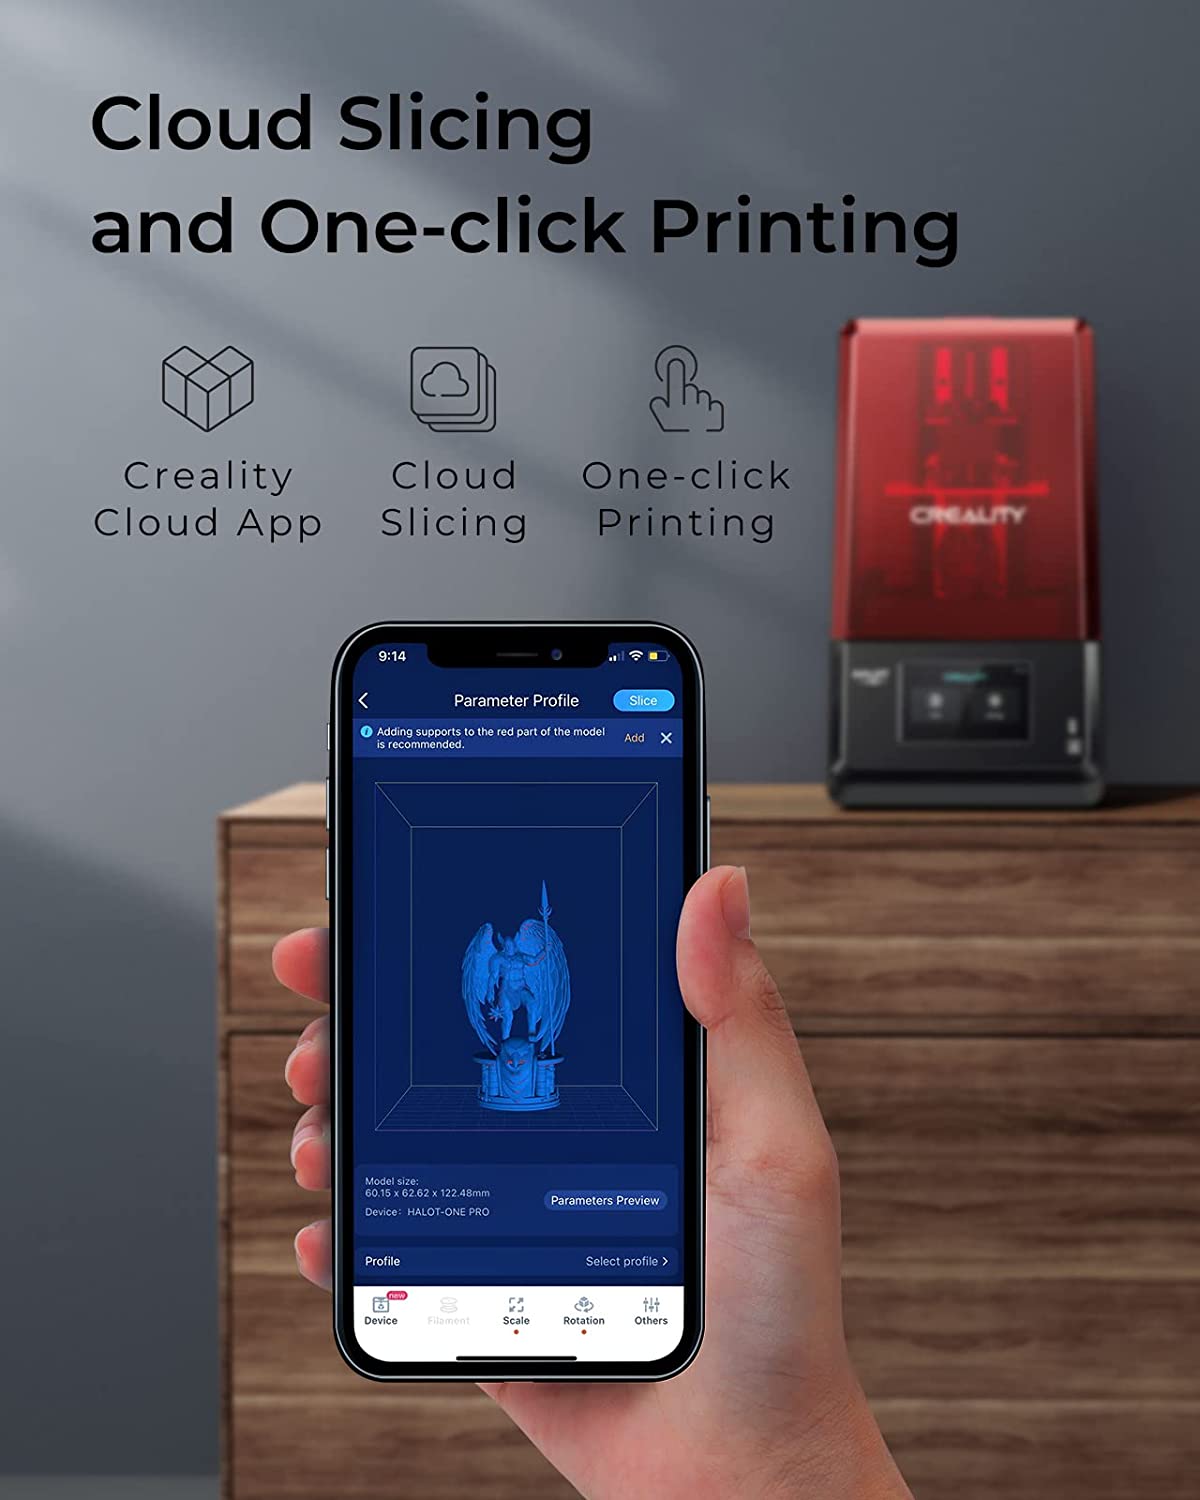 Cloud Slicing
and One-click Printing
Creality
Cloud App
Cloud
Slicing
One-click
Printing
CREALITY
9:14
Parameter Profile
Slice
Adding supports to the red part of the model
is recommended.
Add
Model size:
60.15 x 62.62 x 122.48mm
Parameters Preview
Device: HALOT-ONE PRO
Profile
Select profile
new
Device
Filament
Scale
Rotation
Others